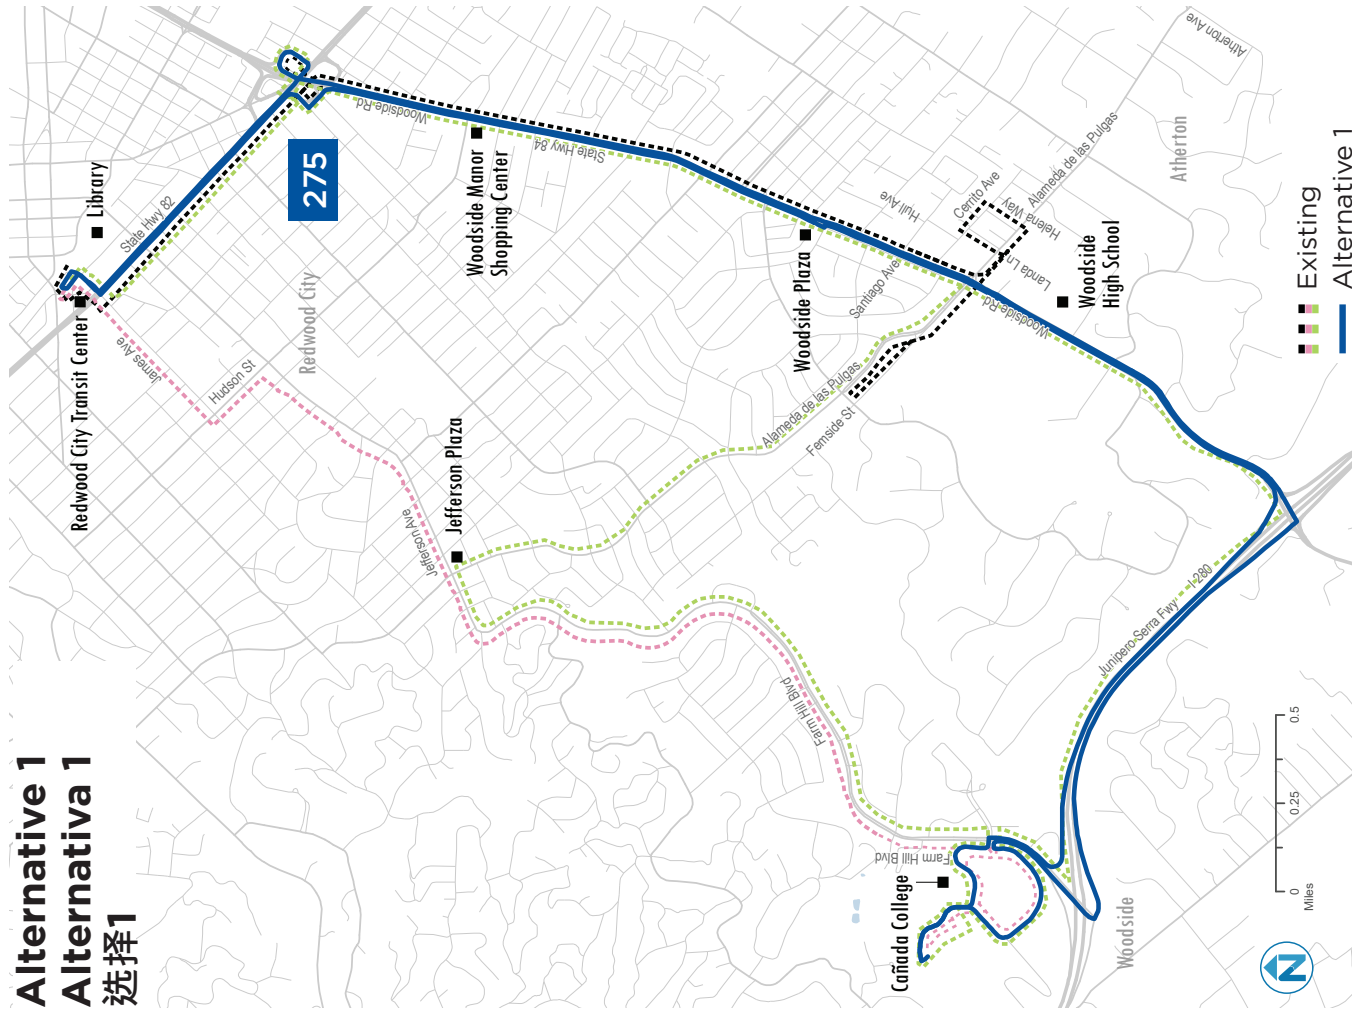 Alternative 1
Alternativa 1
选择1
Redwood City Transit Center
Library
State Hwy 82
275
James Ave
Hudson St
Redwood City
Woodside Rd
Woodside Manor
Shopping Center
State Hwy 84
Jefferson Ave
Jefferson Plaza
Woodside Plaza
Santiago Ave
Hull Ave
Cerrito Ave
Helena Way
Alameda de las Pulgas
Landa Ln
Atherton Ave
Atherton
Alameda de las Pulgas
Fernside St
Woodside Rd
Woodside
High School
Farm Hill Blvd
Farm Hill Blvd
Cañada College
Junipero Serra Fwy
I-280
Woodside
Existing
Alternative 1
0
0.25
0.5
Miles
N